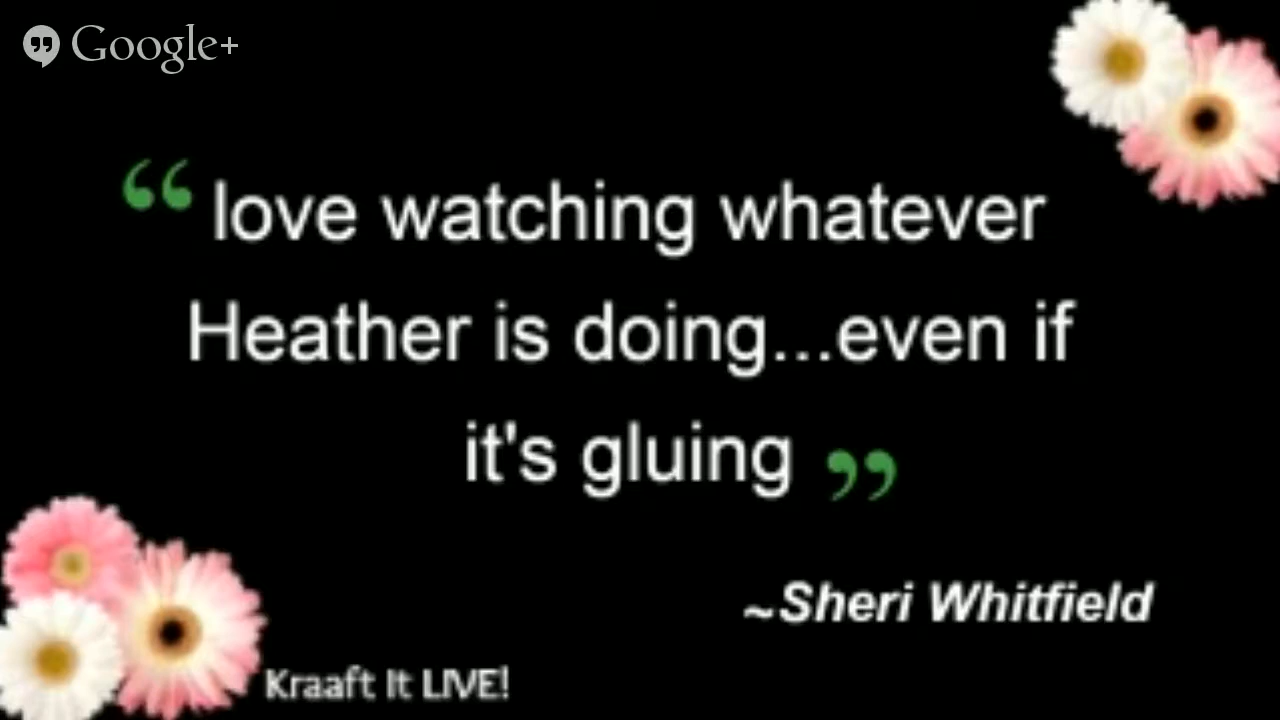 Google+
“love watching whatever
Heather is doing...even if
it's gluing ”
~Sheri Whitfield
Kraaft It LIVE!